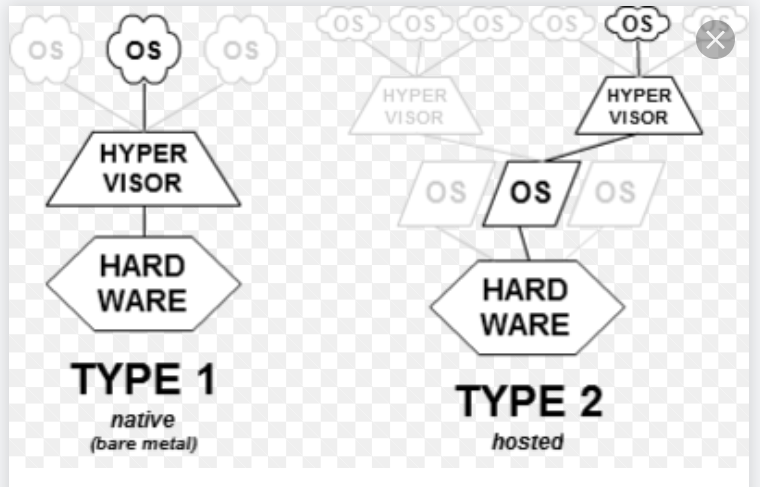 OS OS OS
HYPER
VISOR
HARD
WARE
TYPE 1
native
(bare metal)
OS OS OS OS OS OS
HYPER
VISOR
HYPER
VISOR
OS OS OS
HARD
WARE
TYPE 2
hosted